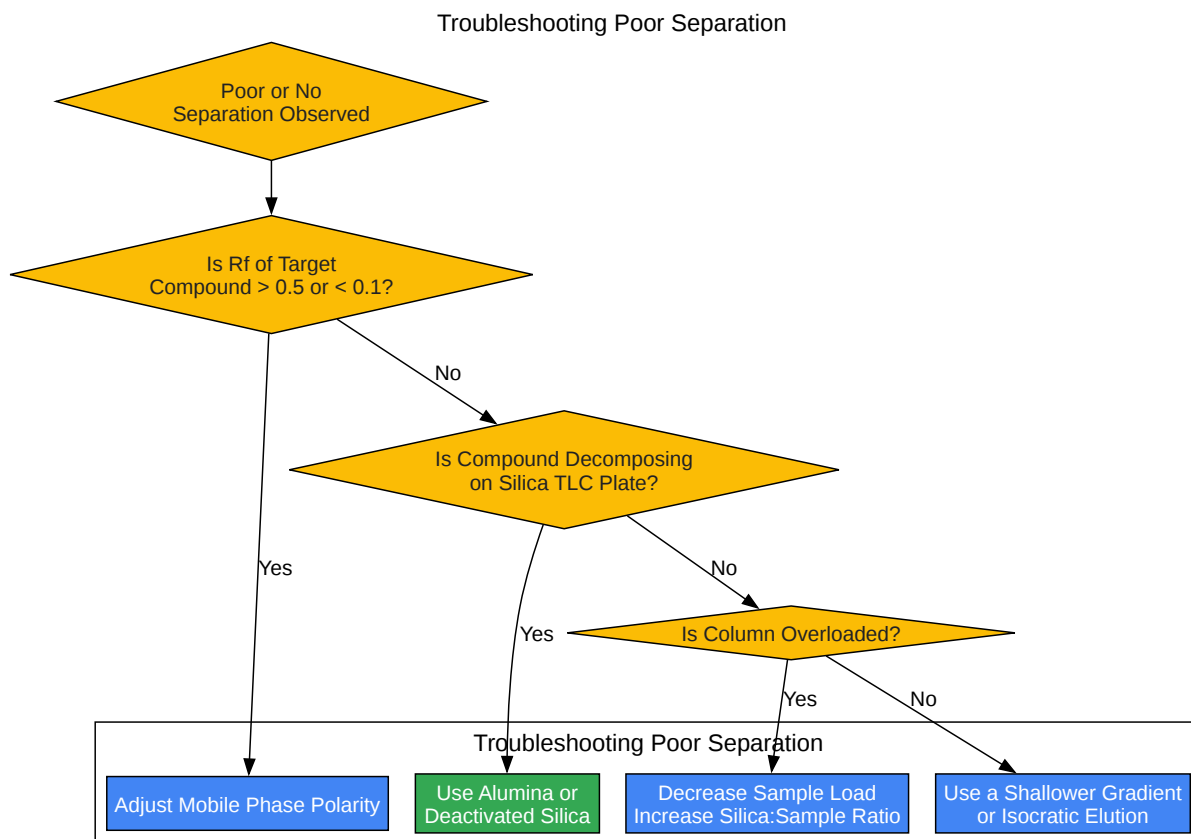 Troubleshooting Poor Separation
Poor or No
Separation Observed
Is Rf of Target
Compound > 0.5 or < 0.1?
No
Is Compound Decomposing
on Silica TLC Plate?
Yes
No
Is Column Overloaded?
Yes
Yes
No
Troubleshooting Poor Separation
Adjust Mobile Phase Polarity
Use Alumina or
Deactivated Silica
Decrease Sample Load
Increase Silica:Sample Ratio
Use a Shallower Gradient
or Isocratic Elution